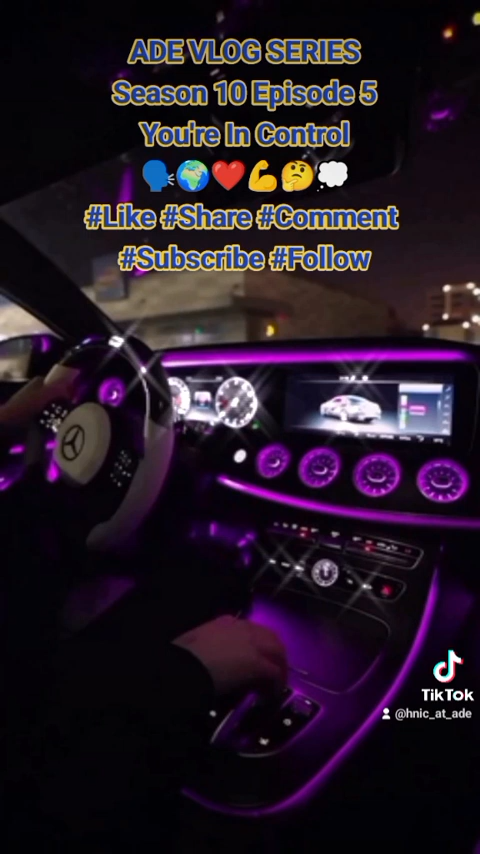 ADE VLOG SERIES
Season 10 Episode 5
You're In Control
🗣️🌍❤️💪🤔💭
#Like #Share #Comment
#Subscribe #Follow
TikTok
@hnic_at_ade